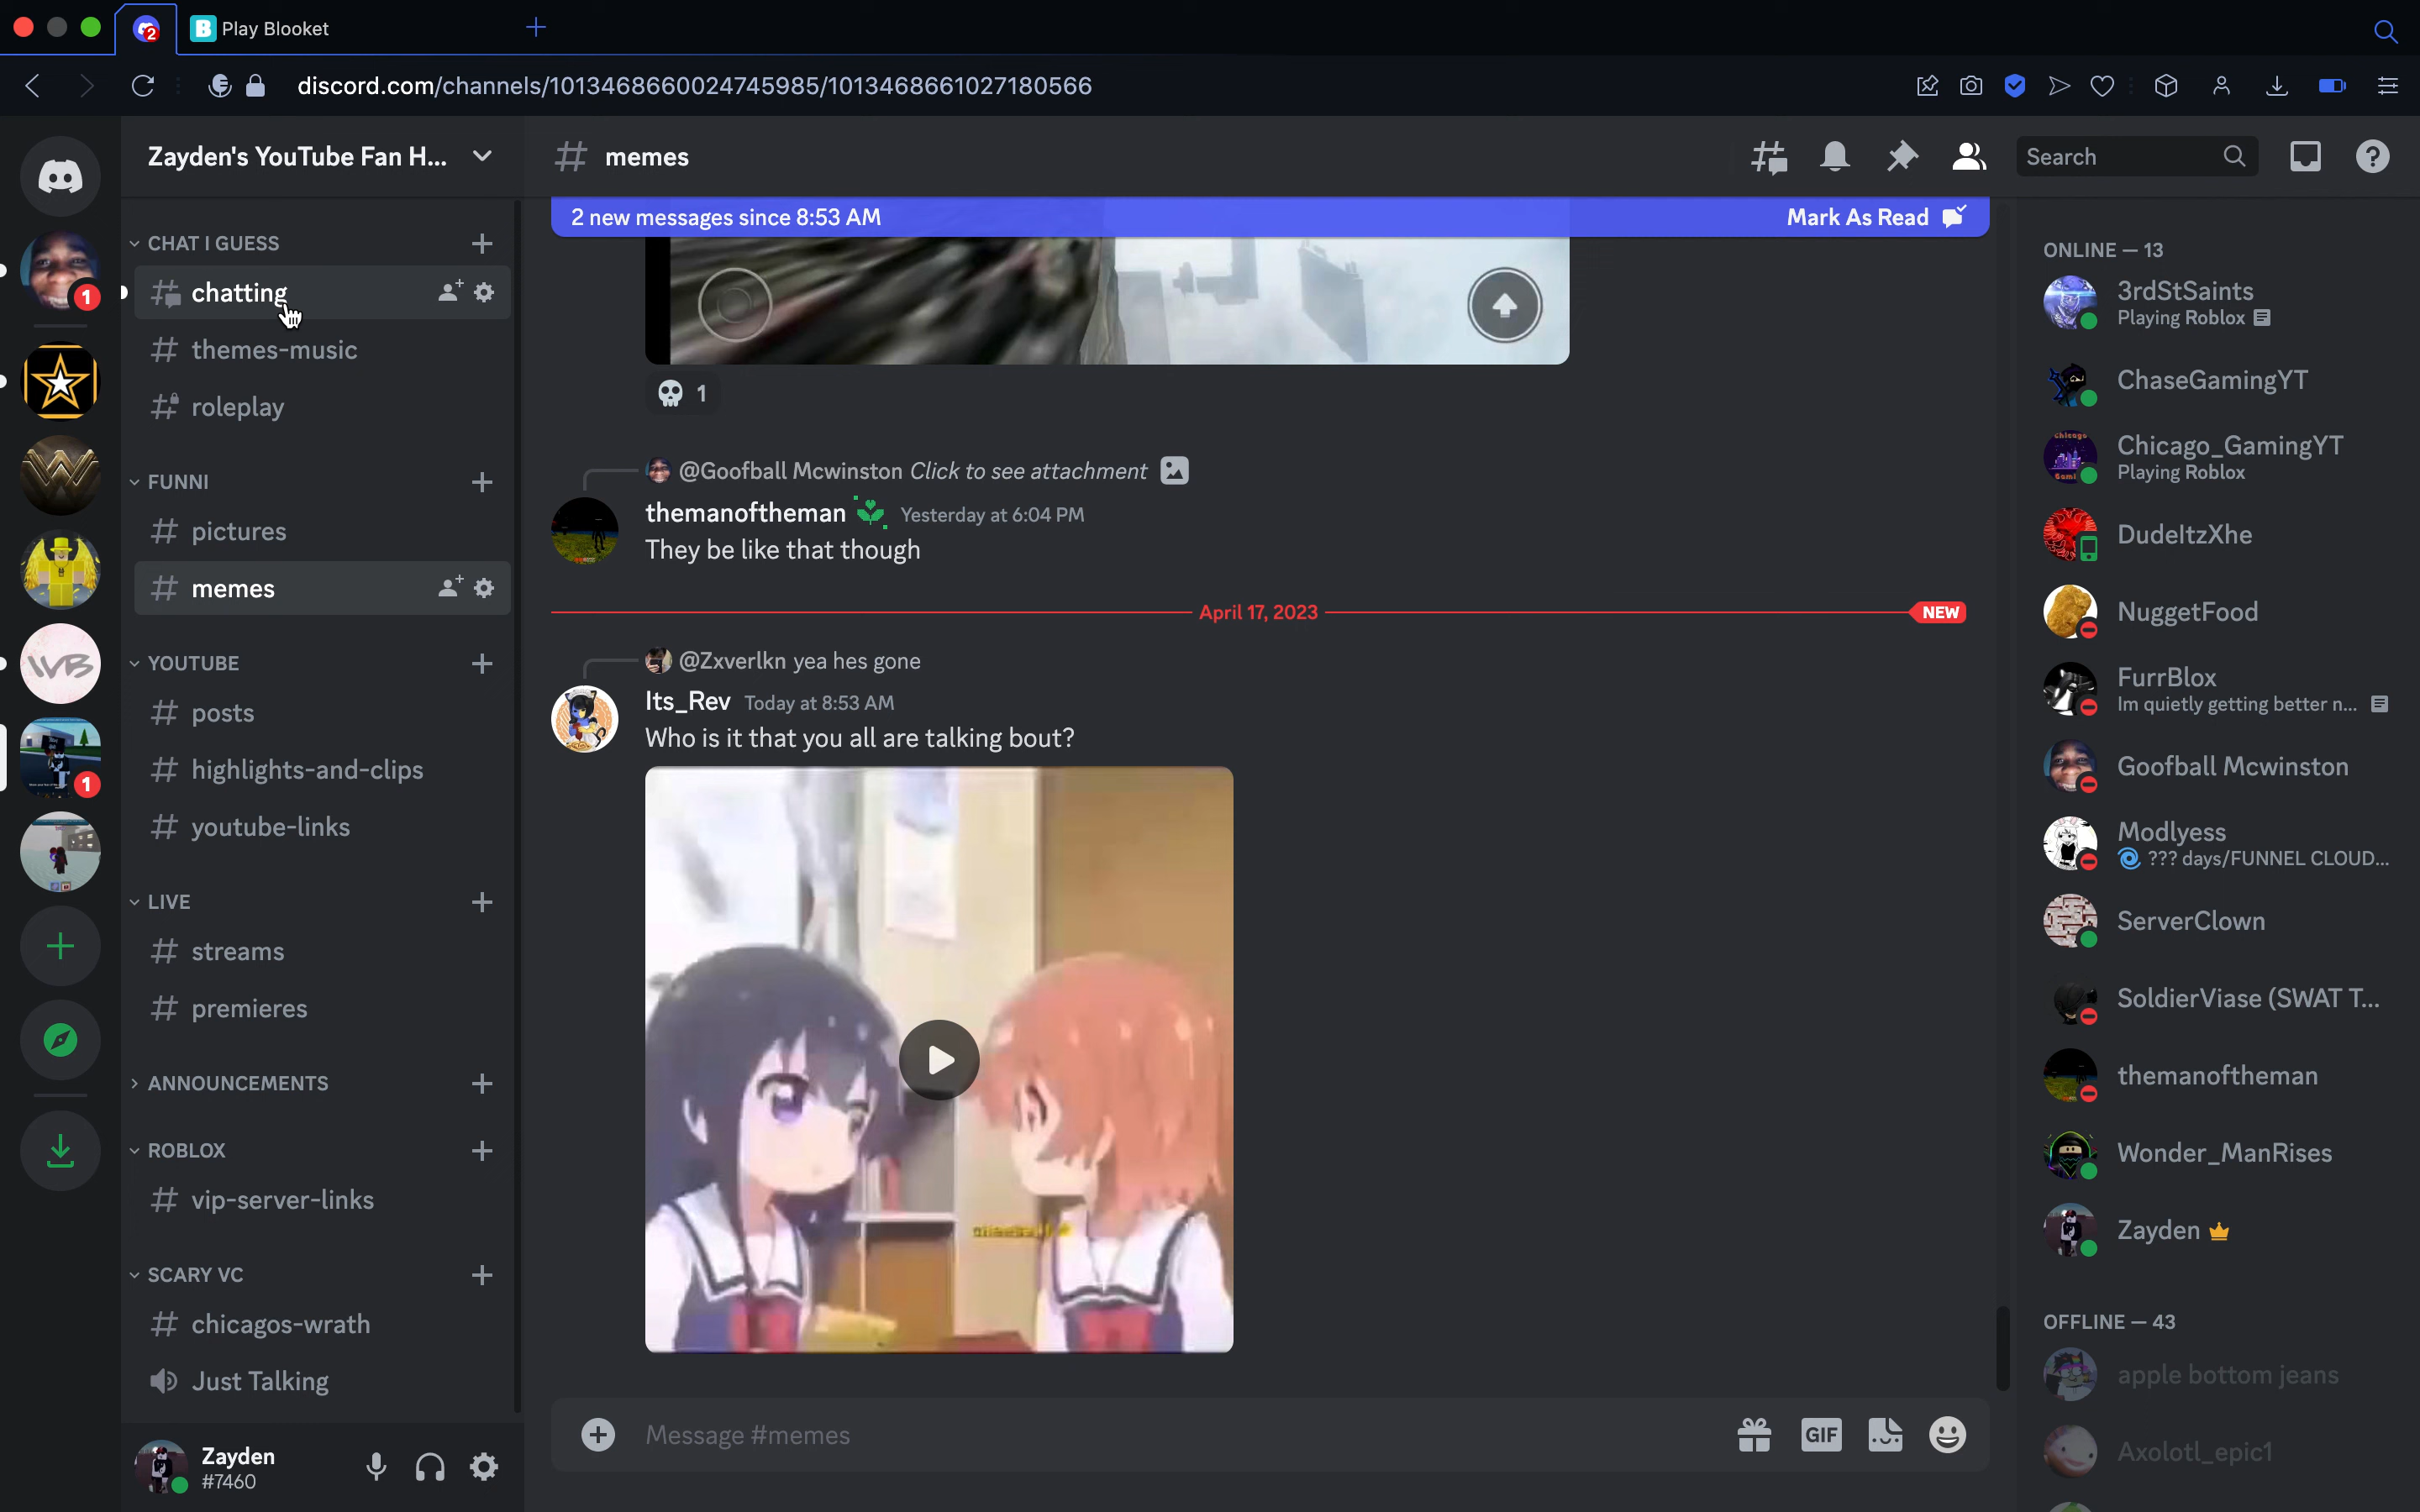 2
Play Blooket
discord.com/channels/1013468660024745985/1013468661027180566
Zayden's YouTube Fan H...
memes
Search
2 new messages since 8:53 AM
Mark As Read
CHAT I GUESS
chatting
themes-music
roleplay
FUNNI
pictures
memes
YOUTUBE
posts
highlights-and-clips
youtube-links
LIVE
streams
premieres
ANNOUNCEMENTS
ROBLOX
vip-server-links
SCARY VC
chicagos-wrath
Just Talking
Zayden
#7460
1
1
WB
1
@Goofball Mcwinston Click to see attachment
themanoftheman Yesterday at 6:04 PM
They be like that though
April 17, 2023
NEW
@Zxverlkn yea hes gone
Its_Rev Today at 8:53 AM
Who is it that you all are talking bout?
Message #memes
GIF
ONLINE — 13
3rdStSaints
Playing Roblox
ChaseGamingYT
Chicago_GamingYT
Playing Roblox
DudeItzXhe
NuggetFood
FurrBlox
Im quietly getting better n...
Goofball Mcwinston
Modlyess
??? days/FUNNEL CLOUD...
ServerClown
SoldierViase (SWAT T...
themanoftheman
Wonder_ManRises
Zayden
OFFLINE — 43
apple bottom jeans
Axolotl_epic1